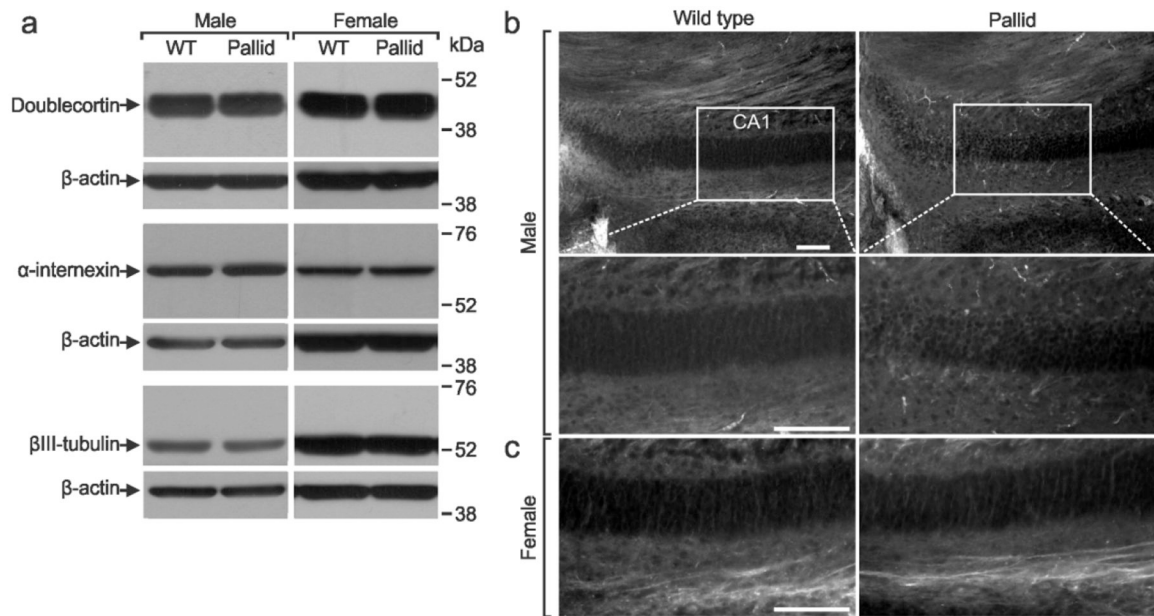 a
Male Female
WT Pallid WT Pallid kDa
Doublecortin
52
38
β-actin
38
α-internexin
76
52
β-actin
38
βIII-tubulin
76
52
β-actin
38
b
Wild type Pallid
Male
CA1
c
Female